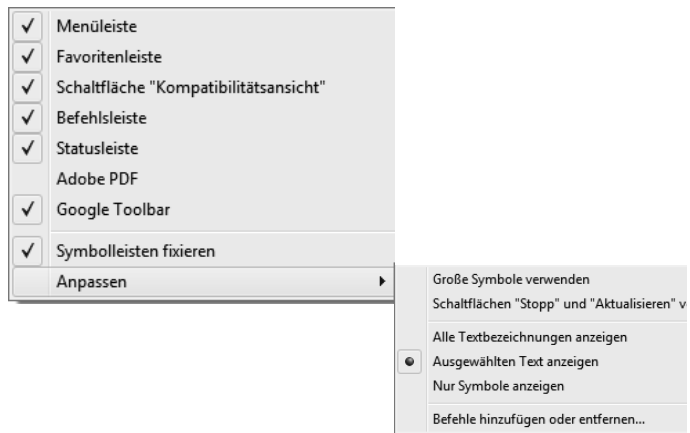 Menüleiste
Favoritenleiste
Schaltfläche "Kompatibilitätsansicht"
Befehlsleiste
Statusleiste
Adobe PDF
Google Toolbar
Symbolleisten fixieren
Anpassen
Große Symbole verwenden
Schaltflächen "Stopp" und "Aktualisieren"
Alle Textbezeichnungen anzeigen
Ausgewählten Text anzeigen
Nur Symbole anzeigen
Befehle hinzufügen oder entfernen...